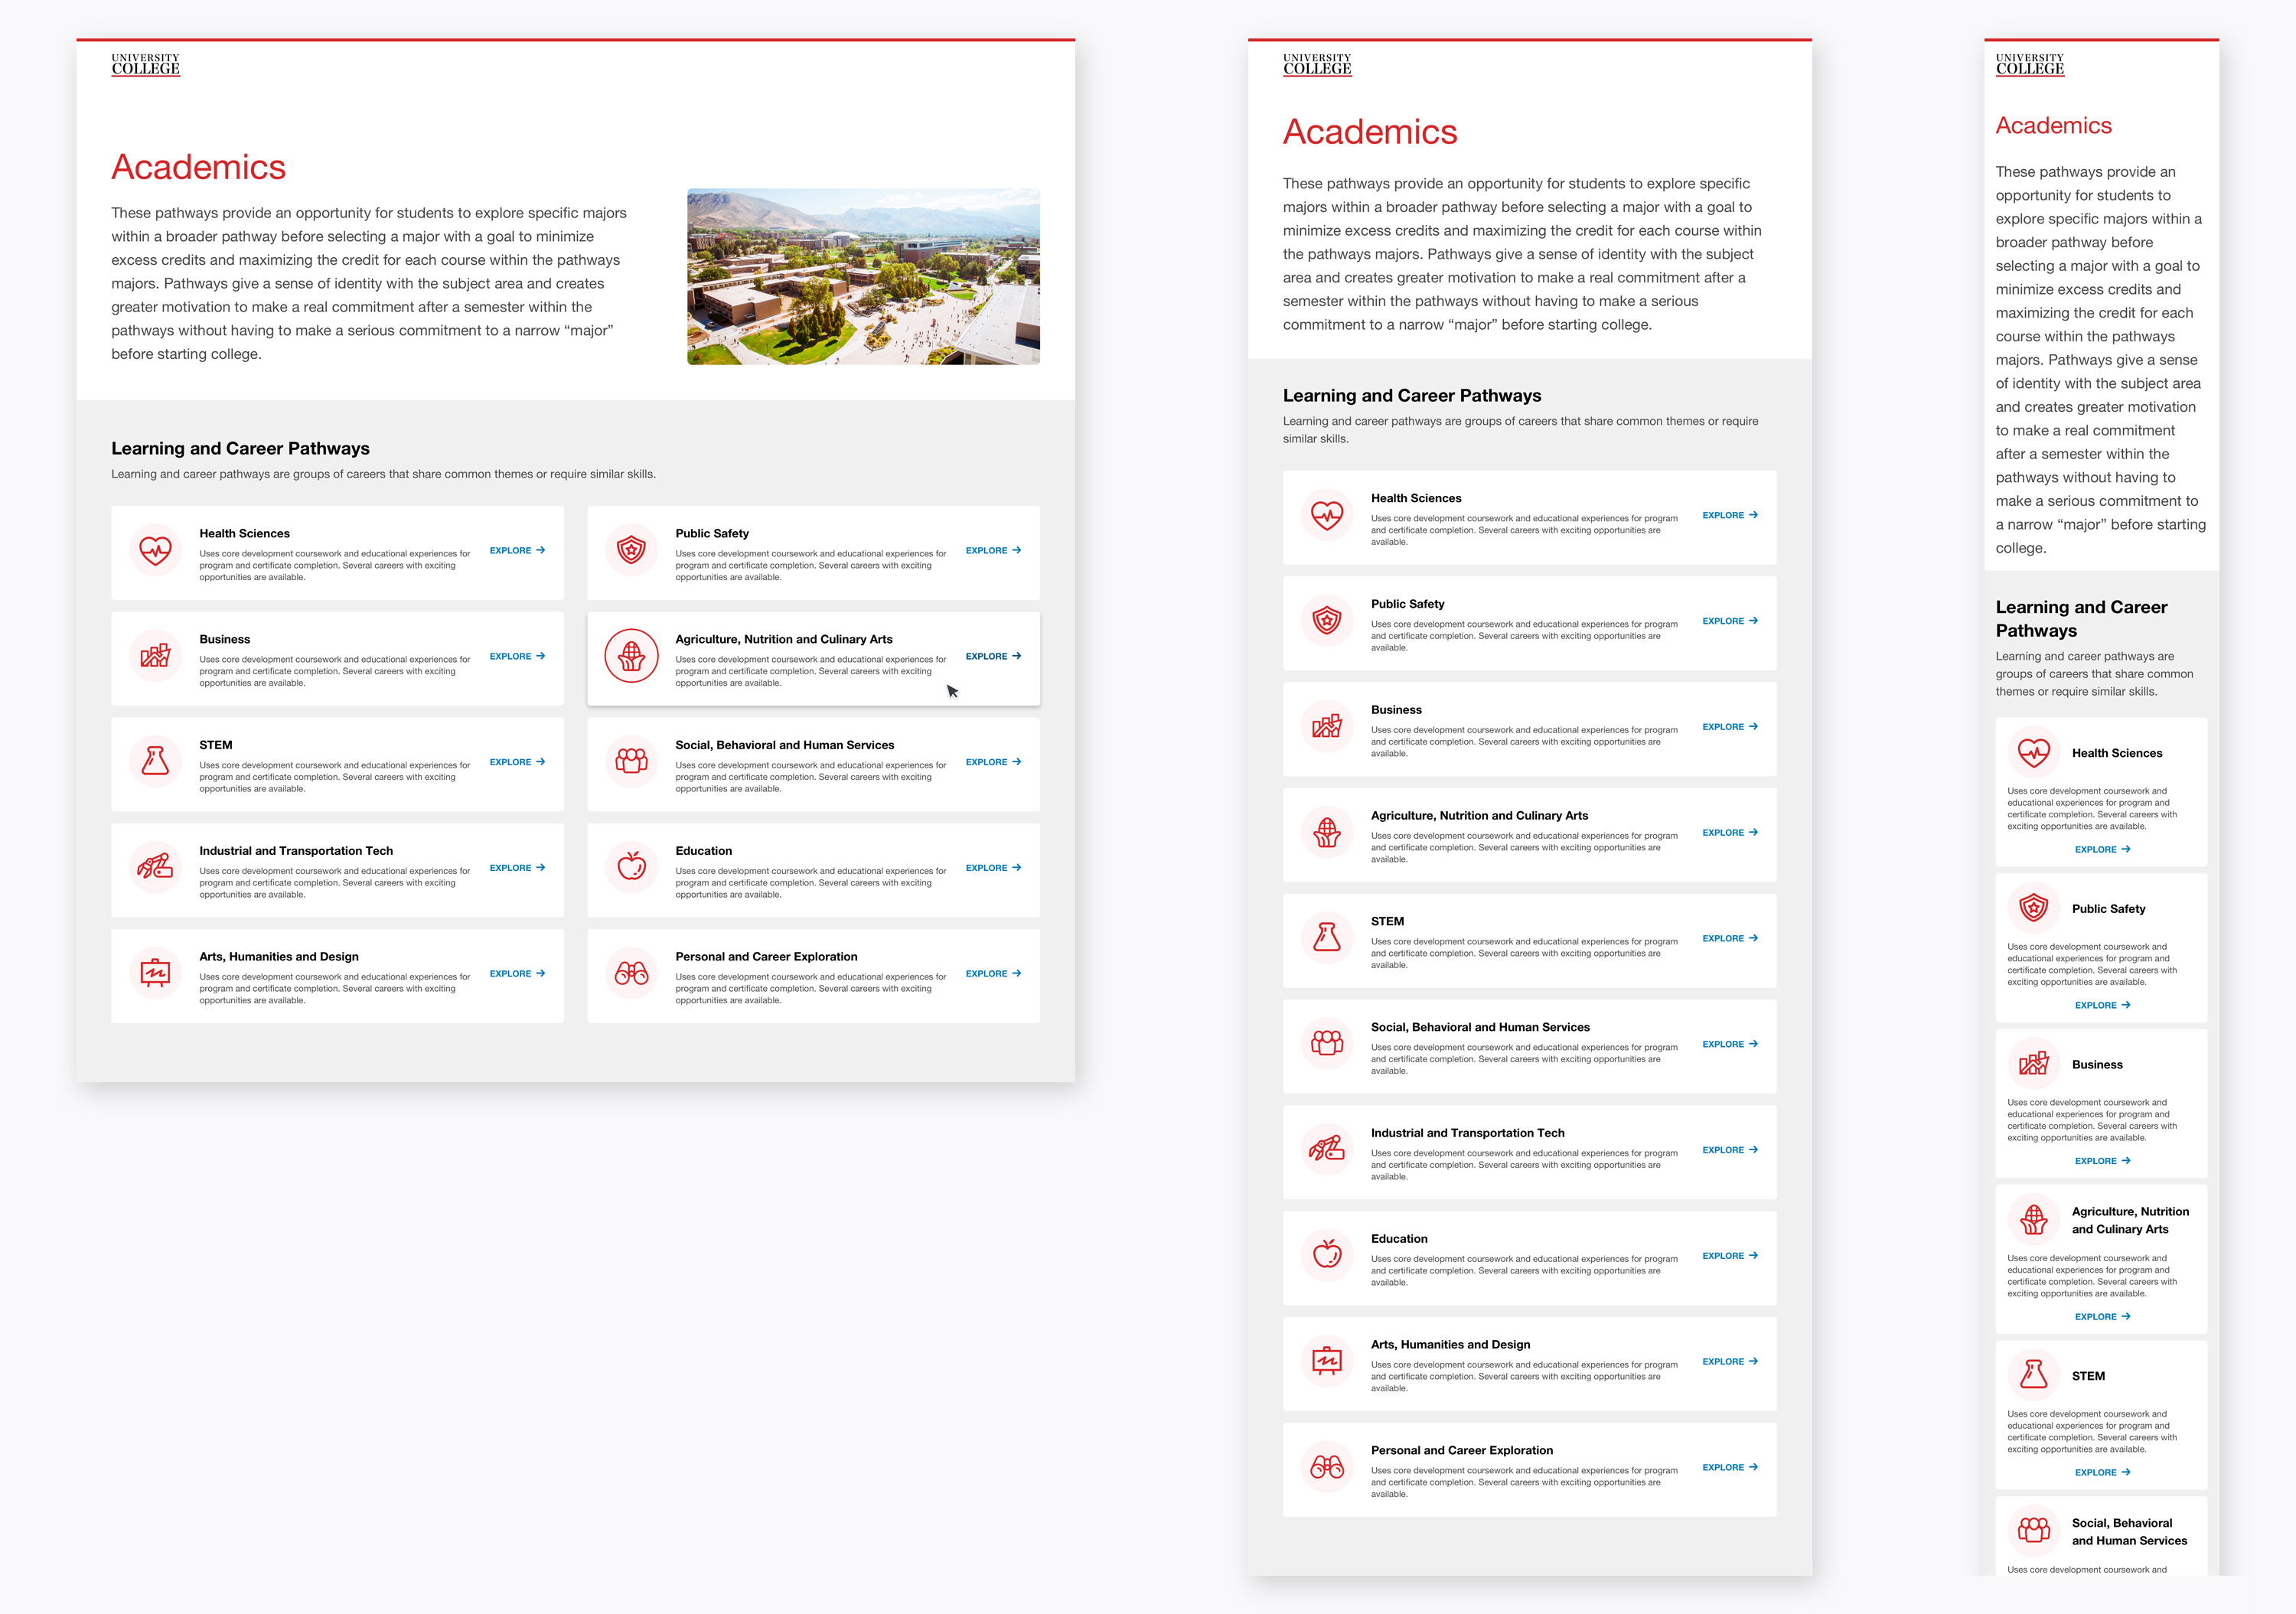 UNIVERSITY
COLLEGE
Academics
These pathways provide an opportunity for students to explore specific majors
within a broader pathway before selecting a major with a goal to minimize
excess credits and maximizing the credit for each course within the pathways
majors. Pathways give a sense of identity with the subject area and creates
greater motivation to make a real commitment after a semester within the
pathways without having to make a serious commitment to a narrow “major”
before starting college.
Learning and Career Pathways
Learning and career pathways are groups of careers that share common themes or require similar skills.
Health Sciences
Uses core development coursework and educational experiences for
program and certificate completion. Several careers with exciting
opportunities are available.
EXPLORE
Public Safety
Uses core development coursework and educational experiences for
program and certificate completion. Several careers with exciting
opportunities are available.
EXPLORE
Business
Uses core development coursework and educational experiences for
program and certificate completion. Several careers with exciting
opportunities are available.
EXPLORE
Agriculture, Nutrition and Culinary Arts
Uses core development coursework and educational experiences for
program and certificate completion. Several careers with exciting
opportunities are available.
EXPLORE
STEM
Uses core development coursework and educational experiences for
program and certificate completion. Several careers with exciting
opportunities are available.
EXPLORE
Social, Behavioral and Human Services
Uses core development coursework and educational experiences for
program and certificate completion. Several careers with exciting
opportunities are available.
EXPLORE
Industrial and Transportation Tech
Uses core development coursework and educational experiences for
program and certificate completion. Several careers with exciting
opportunities are available.
EXPLORE
Education
Uses core development coursework and educational experiences for
program and certificate completion. Several careers with exciting
opportunities are available.
EXPLORE
Arts, Humanities and Design
Uses core development coursework and educational experiences for
program and certificate completion. Several careers with exciting
opportunities are available.
EXPLORE
Personal and Career Exploration
Uses core development coursework and educational experiences for
program and certificate completion. Several careers with exciting
opportunities are available.
EXPLORE
UNIVERSITY
COLLEGE
Academics
These pathways provide an opportunity for students to explore specific
majors within a broader pathway before selecting a major with a goal to
minimize excess credits and maximizing the credit for each course within
the pathways majors. Pathways give a sense of identity with the subject
area and creates greater motivation to make a real commitment after a
semester within the pathways without having to make a serious
commitment to a narrow “major” before starting college.
Learning and Career Pathways
Learning and career pathways are groups of careers that share common themes or require
similar skills.
Health Sciences
Uses core development coursework and educational experiences for program
and certificate completion. Several careers with exciting opportunities are
available.
EXPLORE
Public Safety
Uses core development coursework and educational experiences for program
and certificate completion. Several careers with exciting opportunities are
available.
EXPLORE
Business
Uses core development coursework and educational experiences for program
and certificate completion. Several careers with exciting opportunities are
available.
EXPLORE
Agriculture, Nutrition and Culinary Arts
Uses core development coursework and educational experiences for program
and certificate completion. Several careers with exciting opportunities are
available.
EXPLORE
STEM
Uses core development coursework and educational experiences for program
and certificate completion. Several careers with exciting opportunities are
available.
EXPLORE
Social, Behavioral and Human Services
Uses core development coursework and educational experiences for program
and certificate completion. Several careers with exciting opportunities are
available.
EXPLORE
Industrial and Transportation Tech
Uses core development coursework and educational experiences for program
and certificate completion. Several careers with exciting opportunities are
available.
EXPLORE
Education
Uses core development coursework and educational experiences for program
and certificate completion. Several careers with exciting opportunities are
available.
EXPLORE
Arts, Humanities and Design
Uses core development coursework and educational experiences for program
and certificate completion. Several careers with exciting opportunities are
available.
EXPLORE
Personal and Career Exploration
Uses core development coursework and educational experiences for program
and certificate completion. Several careers with exciting opportunities are
available.
EXPLORE
UNIVERSITY
COLLEGE
Academics
These pathways provide an
opportunity for students to
explore specific majors within a
broader pathway before
selecting a major with a goal to
minimize excess credits and
maximizing the credit for each
course within the pathways
majors. Pathways give a sense
of identity with the subject area
and creates greater motivation
to make a real commitment
after a semester within the
pathways without having to
make a serious commitment to
a narrow “major” before starting
college.
Learning and Career
Pathways
Learning and career pathways are
groups of careers that share common
themes or require similar skills.
Health Sciences
Uses core development coursework and
educational experiences for program and
certificate completion. Several careers with
exciting opportunities are available.
EXPLORE
Public Safety
Uses core development coursework and
educational experiences for program and
certificate completion. Several careers with
exciting opportunities are available.
EXPLORE
Business
Uses core development coursework and
educational experiences for program and
certificate completion. Several careers with
exciting opportunities are available.
EXPLORE
Agriculture, Nutrition
and Culinary Arts
Uses core development coursework and
educational experiences for program and
certificate completion. Several careers with
exciting opportunities are available.
EXPLORE
STEM
Uses core development coursework and
educational experiences for program and
certificate completion. Several careers with
exciting opportunities are available.
EXPLORE
Social, Behavioral
and Human Services
Uses core development coursework and